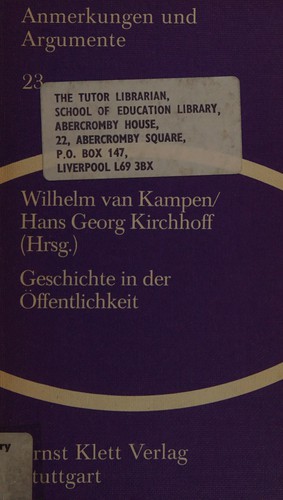 Anmerkungen und
Argumente
23
THE TUTOR LIBRARIAN,
SCHOOL OF EDUCATION LIBRARY,
ABERCROMBY HOUSE,
22, ABERCROMBY SQUARE,
P.O. BOX 147,
LIVERPOOL L69 3BX
Wilhelm van Kampen/
Hans Georg Kirchhoff
(Hrsg.)
Geschichte in der
Öffentlichkeit
rnst Klett Verlag
tuttgart